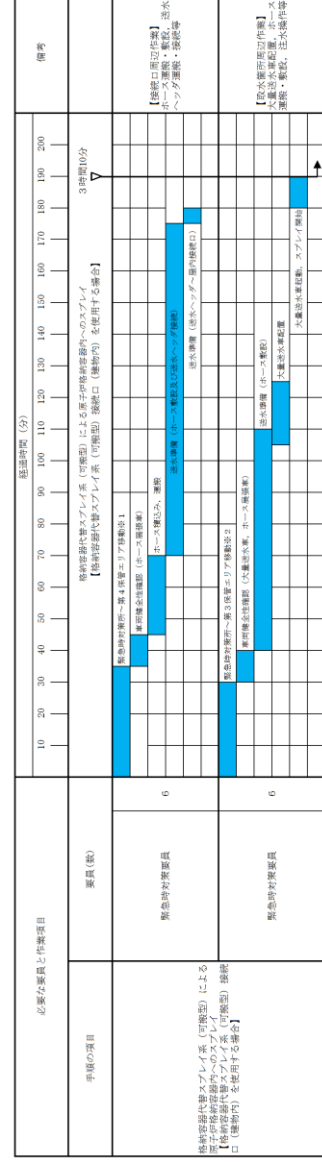 必要な要員と作業項目
経過時間（分）
備考
手順の項目
要員(数)
10 20 30 40 50 60 70 80 90 100 110 120 130 140 150 160 170 180 190 200
格納容器代替スプレイ系（可搬型）による原子炉格納容器内へのスプレイ
【格納容器代替スプレイ系（可搬型）接続口（建物内）を使用する場合】
3時間10分
格納容器代替スプレイ系（可搬型）による
原子炉格納容器内へのスプレイ
【格納容器代替スプレイ系（可搬型）接続
口（建物内）を使用する場合】
緊急時対策要員
6
緊急時対策所～第４保管エリア移動※１
車両健全性確認（ホース展張車）
ホース積込み、運搬
送水準備（ホース敷設及び送水ヘッダ接続）
送水準備（送水ヘッダ～屋内接続口）
【接続口周辺作業】
ホース運搬・敷設，送水
ヘッダ運搬・接続等
緊急時対策要員
6
緊急時対策所～第３保管エリア移動※２
車両健全性確認（大量送水車，ホース展張車）
送水準備（ホース敷設）
大量送水車配置
大量送水車起動，スプレイ開始
【取水箇所周辺作業】
大量送水車配置，ホース
運搬・敷設，注水操作等